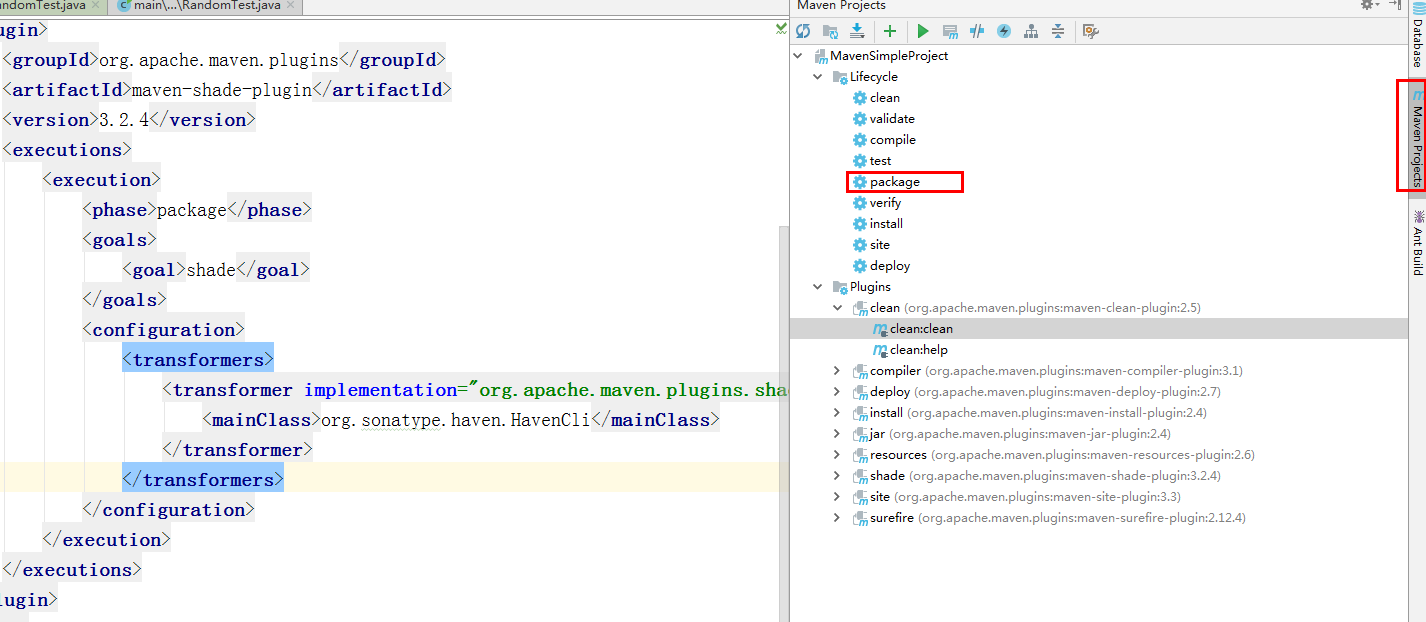 ndomTest.java
main\...\RandomTest.java
ugin>
<groupId>org.apache.maven.plugins</groupId>
<artifactId>maven-shade-plugin</artifactId>
<version>3.2.4</version>
<executions>
<execution>
<phase>package</phase>
<goals>
<goal>shade</goal>
</goals>
<configuration>
<transformers>
<transformer implementation="org.apache.maven.plugins.sha
<mainClass>org.sonatype.haven.HavenCli</mainClass>
</transformer>
</transformers>
</configuration>
</execution>
</executions>
lugin>
Maven Projects
MavenSimpleProject
Lifecycle
clean
validate
compile
test
package
verify
install
site
deploy
Plugins
clean (org.apache.maven.plugins:maven-clean-plugin:2.5)
clean:clean
clean:help
compiler (org.apache.maven.plugins:maven-compiler-plugin:3.1)
deploy (org.apache.maven.plugins:maven-deploy-plugin:2.7)
install (org.apache.maven.plugins:maven-install-plugin:2.4)
jar (org.apache.maven.plugins:maven-jar-plugin:2.4)
resources (org.apache.maven.plugins:maven-resources-plugin:2.6)
shade (org.apache.maven.plugins:maven-shade-plugin:3.2.4)
site (org.apache.maven.plugins:maven-site-plugin:3.3)
surefire (org.apache.maven.plugins:maven-surefire-plugin:2.12.4)
Database
Maven Projects
Ant Build